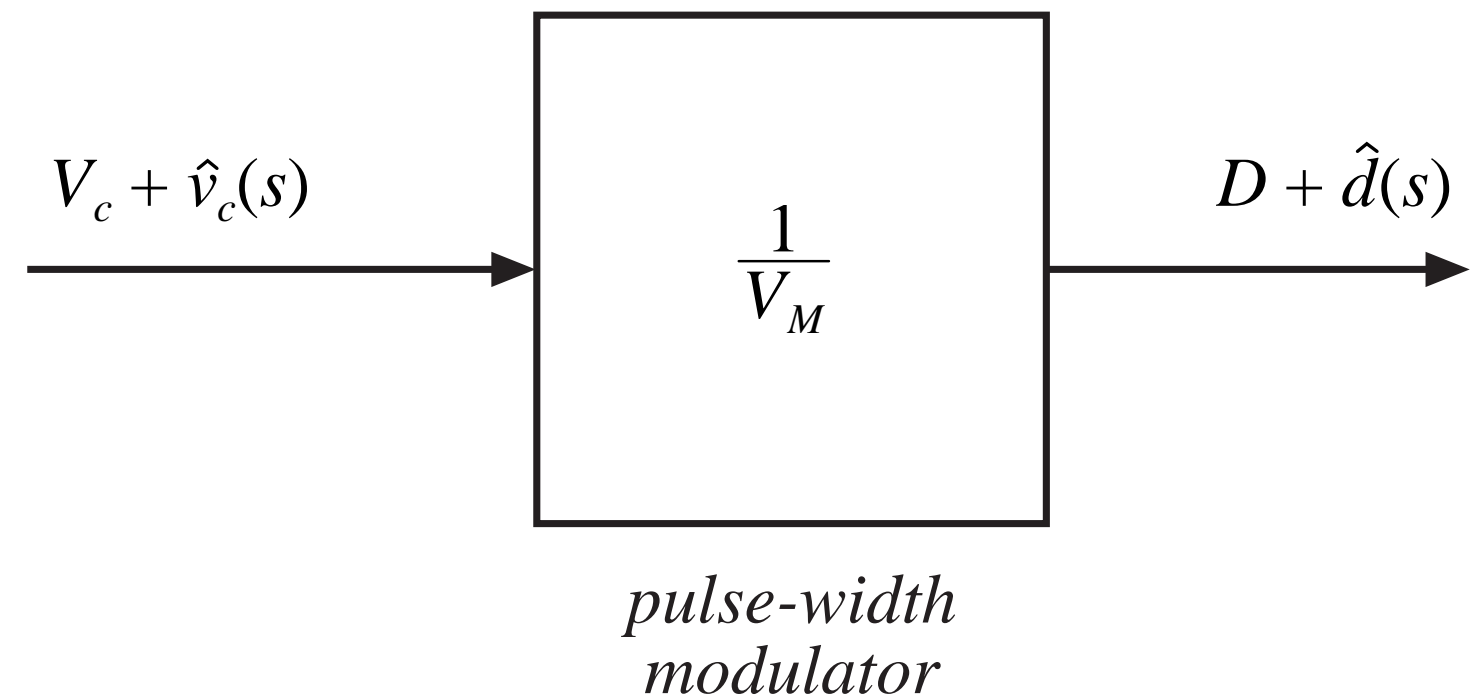 V_c + v̂_c(s)
D + d̂(s)
1
V_M
pulse-width
modulator